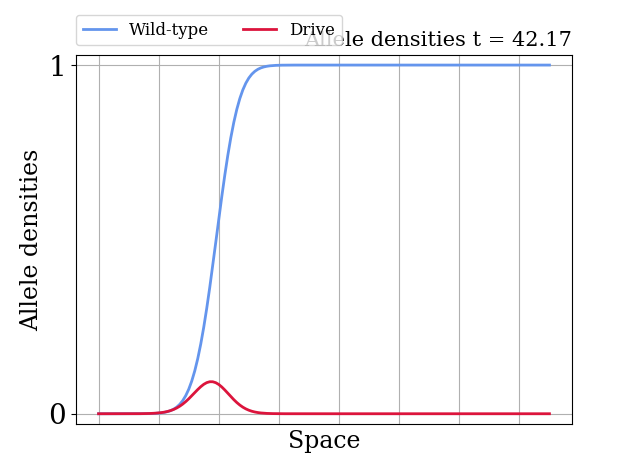 Wild-type
Drive
Allele densities t = 42.17
1
Allele densities
0
Space